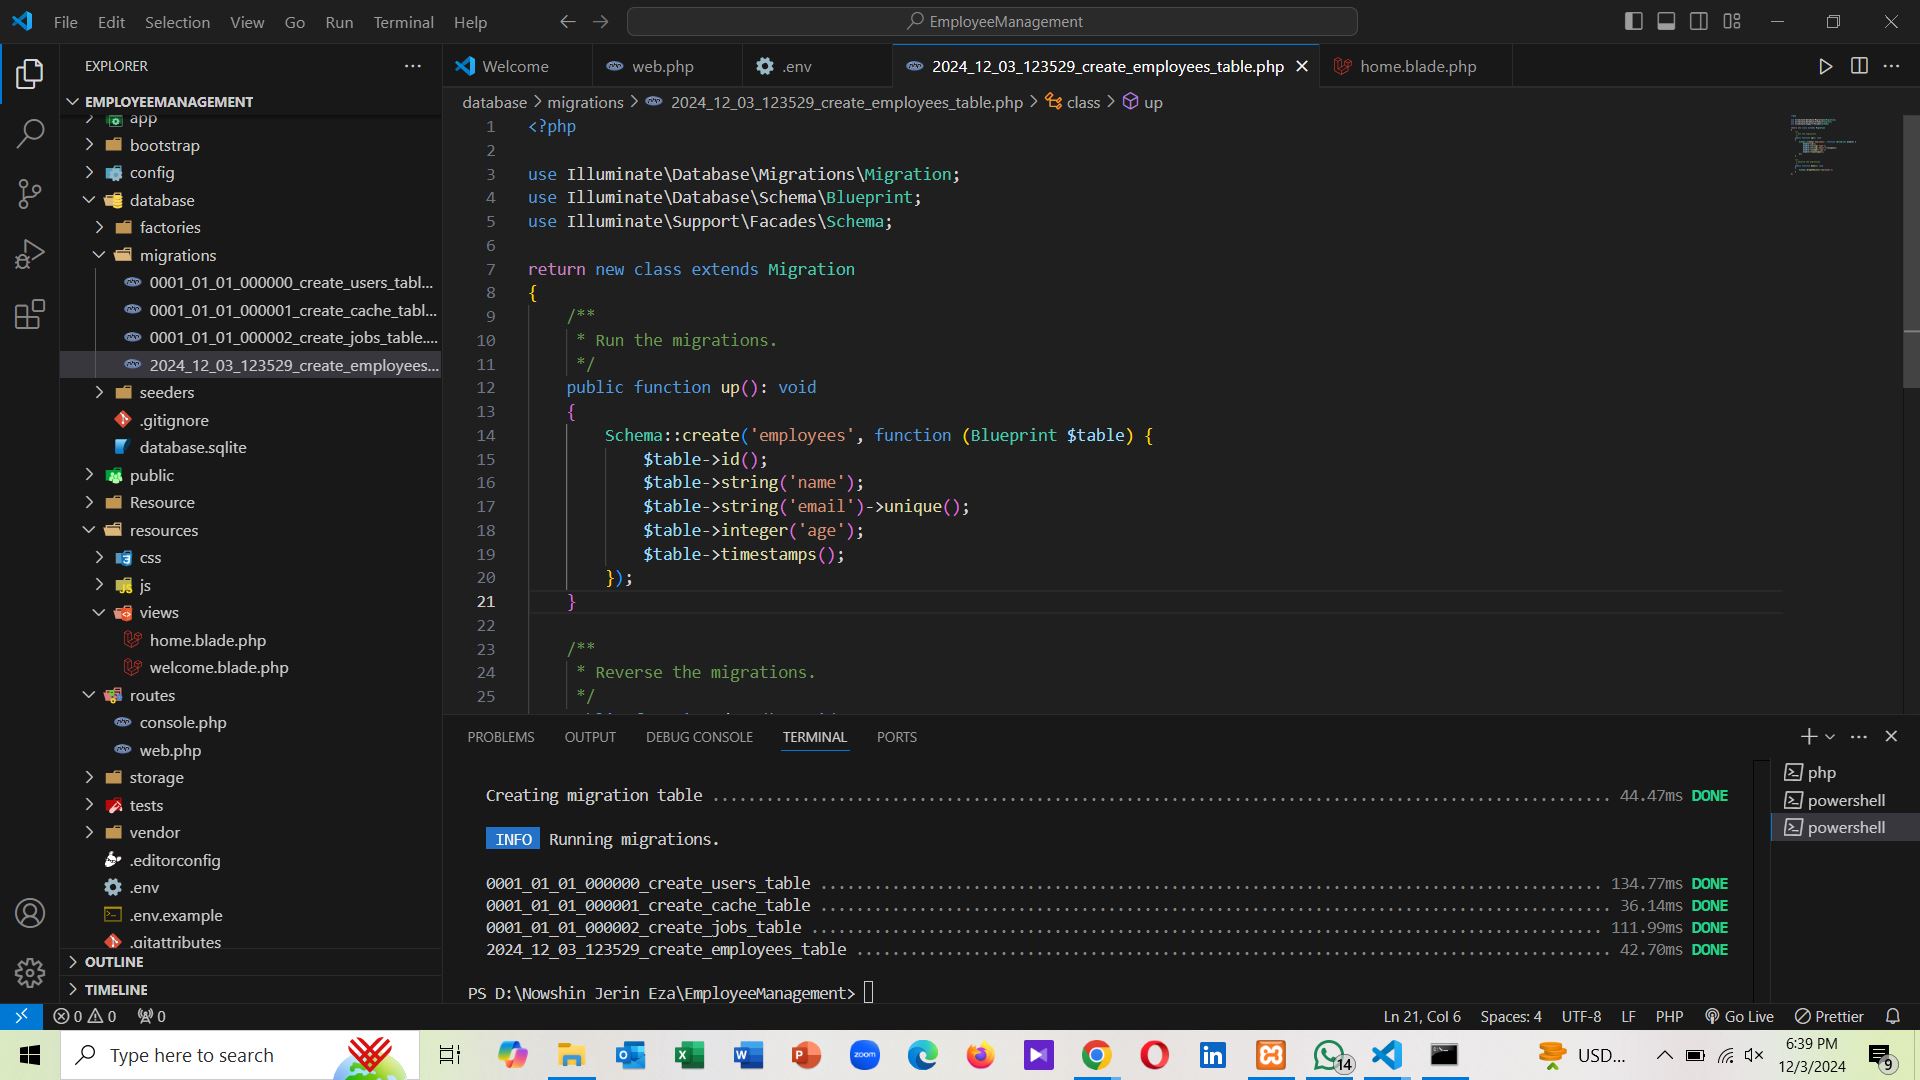 File Edit Selection View Go Run Terminal Help
EmployeeManagement
EXPLORER
EMPLOYEEMANAGEMENT
app
bootstrap
config
database
factories
migrations
0001_01_01_000000_create_users_tabl...
0001_01_01_000001_create_cache_tabl...
0001_01_01_000002_create_jobs_table....
2024_12_03_123529_create_employees...
seeders
.gitignore
database.sqlite
public
Resource
resources
css
js
views
home.blade.php
welcome.blade.php
routes
console.php
web.php
storage
tests
vendor
.editorconfig
.env
.env.example
.gitattributes
OUTLINE
TIMELINE
Welcome web.php .env 2024_12_03_123529_create_employees_table.php home.blade.php
database > migrations > 2024_12_03_123529_create_employees_table.php > class > up
1 <?php
2
3 use Illuminate\Database\Migrations\Migration;
4 use Illuminate\Database\Schema\Blueprint;
5 use Illuminate\Support\Facades\Schema;
6
7 return new class extends Migration
8 {
9 /**
10 * Run the migrations.
11 */
12 public function up(): void
13 {
14 Schema::create('employees', function (Blueprint $table) {
15 $table->id();
16 $table->string('name');
17 $table->string('email')->unique();
18 $table->integer('age');
19 $table->timestamps();
20 });
21 }
22
23 /**
24 * Reverse the migrations.
25 */
PROBLEMS OUTPUT DEBUG CONSOLE TERMINAL PORTS
Creating migration table ........ 44.47ms DONE
INFO Running migrations.
0001_01_01_000000_create_users_table ........ 134.77ms DONE
0001_01_01_000001_create_cache_table ........ 36.14ms DONE
0001_01_01_000002_create_jobs_table ........ 111.99ms DONE
2024_12_03_123529_create_employees_table ........ 42.70ms DONE
PS D:\Nowshin Jerin Eza\EmployeeManagement>
php
powershell
powershell
0 0 0 Ln 21, Col 6 Spaces: 4 UTF-8 LF PHP Go Live Prettier
Type here to search
zoom
14
USD...
6:39 PM
12/3/2024
9